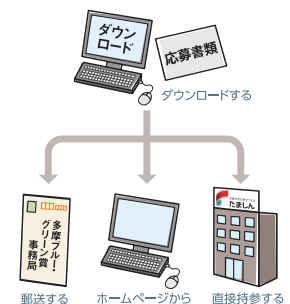 ダウン
ロード
応募書類
ダウンロードする
多摩ブルー・
グリーン賞
事務局
たましん
郵送する
ホームページから
直接持参する